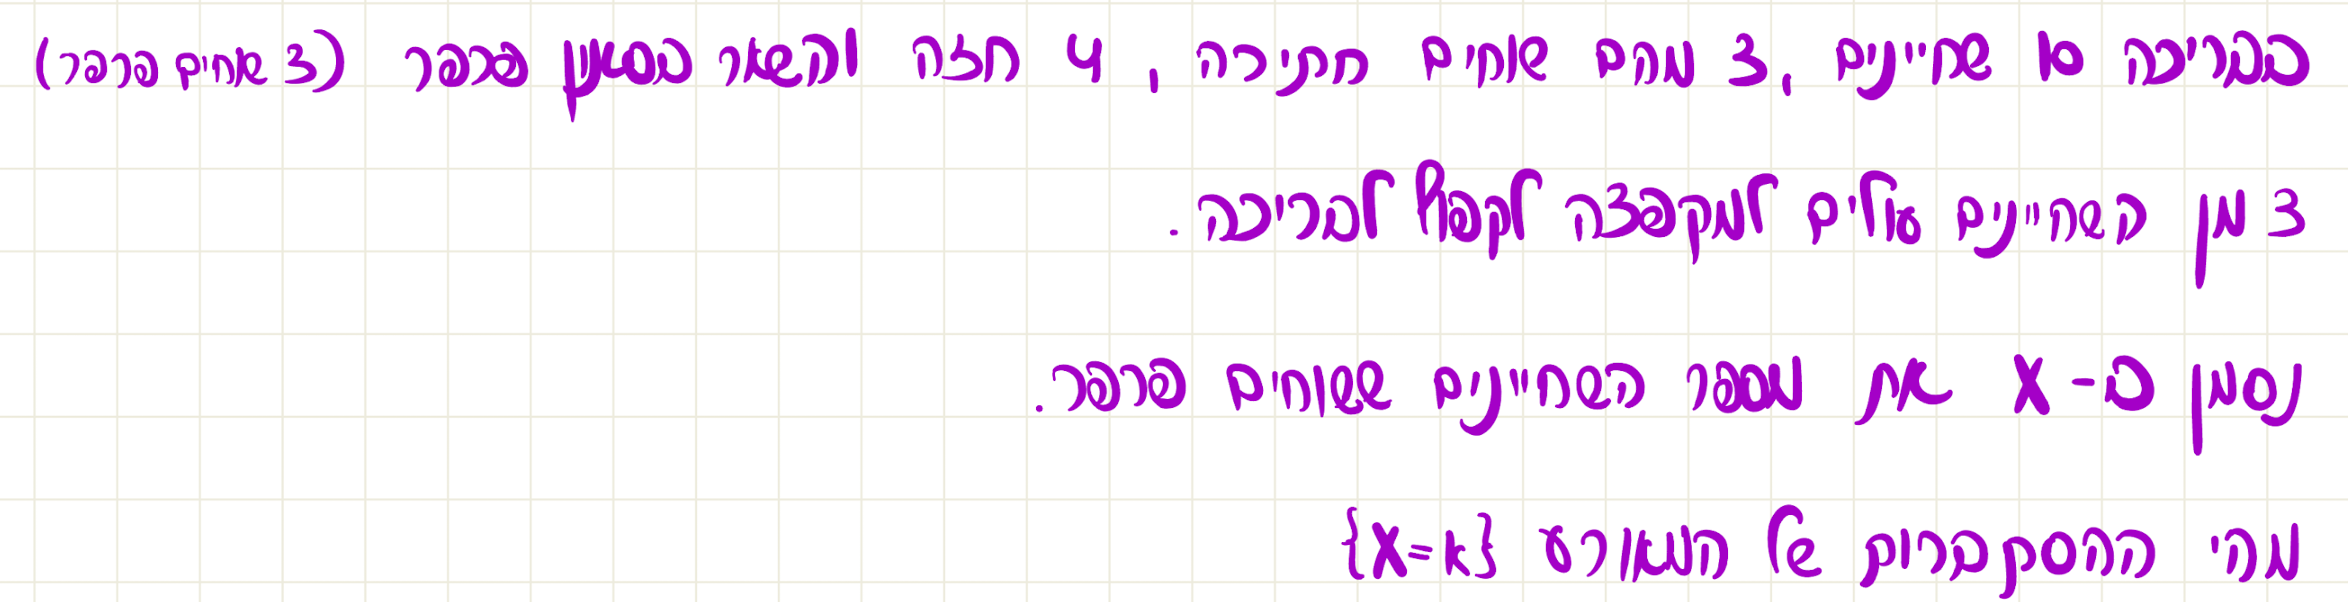 בבריכה 10 שחיינים, 3 מהם שוחים חתירה, 4 חזה והשאר בסגנון פרפר (3 שוחים פרפר)
3 מן השחיינים עולים למקפצה לקפוץ לבריכה.
נסמן ב-X את מספר השחיינים ששוחים פרפר.
מהי ההסתברות של המאורע {X=k}